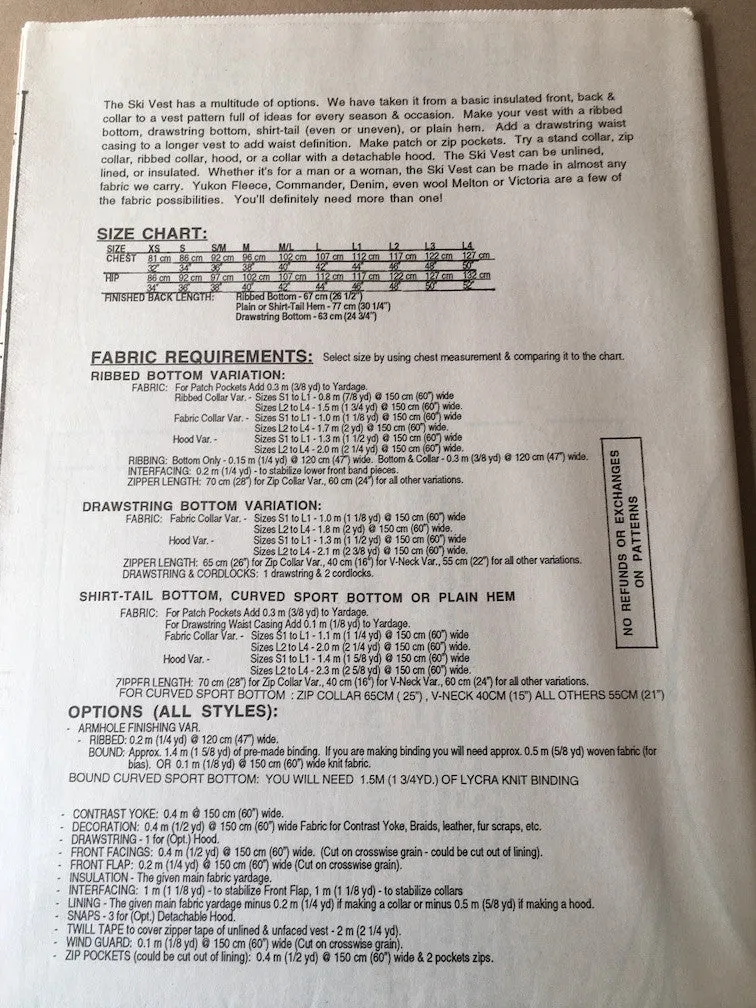 The Ski Vest has a multitude of options. We have taken it from a basic insulated front, back &
collar to a vest pattern full of ideas for every season & occasion. Make your vest with a ribbed
bottom, drawstring bottom, shirt-tail (even or uneven), or plain hem. Add a drawstring waist
casing to a longer vest to add waist definition. Make patch or zip pockets. Try a stand collar, zip
collar, ribbed collar, hood, or a collar with a detachable hood. The Ski Vest can be unlined,
lined, or insulated. Whether it's for a man or a woman, the Ski Vest can be made in almost any
fabric we carry. Yukon Fleece, Commander, Denim, even wool Melton or Victoria are a few of
the fabric possibilities. You'll definitely need more than one!
SIZE CHART:
SIZE XS S S/M M M/L L L1 L2 L3 L4
CHEST 81 cm 86 cm 92 cm 96 cm 102 cm 107 cm 112 cm 117 cm 122 cm 127 cm
32" 34" 36" 38" 40" 42" 44" 46" 48" 50"
HIP 86 cm 92 cm 97 cm 102 cm 107 cm 112 cm 117 cm 122 cm 127 cm 132 cm
34" 36" 38" 40" 42" 44" 46" 48" 50" 52"
FINISHED BACK LENGTH: Ribbed Bottom - 67 cm (26 1/2")
Plain or Shirt-Tail Hem - 77 cm (30 1/4")
Drawstring Bottom - 63 cm (24 3/4")
FABRIC REQUIREMENTS: Select size by using chest measurement & comparing it to the chart.
RIBBED BOTTOM VARIATION:
FABRIC: For Patch Pockets Add 0.3 m (3/8 yd) to Yardage.
Ribbed Collar Var. - Sizes S1 to L1 - 0.8 m (7/8 yd) @ 150 cm (60") wide
Sizes L2 to L4 - 1.5 m (1 3/4 yd) @ 150 cm (60") wide.
Fabric Collar Var. - Sizes S1 to L1 - 1.0 m (1 1/8 yd) @ 150 cm (60") wide
Sizes L2 to L4 - 1.7 m (2 yd) @ 150 cm (60") wide.
Hood Var. - Sizes S1 to L1 - 1.3 m (1 1/2 yd) @ 150 cm (60") wide
Sizes L2 to L4 - 2.0 m (2 1/4 yd) @ 150 cm (60") wide.
RIBBING: Bottom Only - 0.15 m (1/4 yd) @ 120 cm (47") wide. Bottom & Collar - 0.3 m (3/8 yd) @ 120 cm (47") wide.
INTERFACING: 0.2 m (1/4 yd) - to stabilize lower front band pieces.
ZIPPER LENGTH: 70 cm (28") for Zip Collar Var., 60 cm (24") for all other variations.
DRAWSTRING BOTTOM VARIATION:
FABRIC: Fabric Collar Var. - Sizes S1 to L1 - 1.0 m (1 1/8 yd) @ 150 cm (60") wide
Sizes L2 to L4 - 1.8 m (2 yd) @ 150 cm (60") wide.
Hood Var. - Sizes S1 to L1 - 1.3 m (1 1/2 yd) @ 150 cm (60") wide
Sizes L2 to L4 - 2.1 m (2 3/8 yd) @ 150 cm (60") wide.
ZIPPER LENGTH: 65 cm (26") for Zip Collar Var., 40 cm (16") for V-Neck Var., 55 cm (22") for all other variations.
DRAWSTRING & CORDLOCKS: 1 drawstring & 2 cordlocks.
SHIRT-TAIL BOTTOM, CURVED SPORT BOTTOM OR PLAIN HEM
FABRIC: For Patch Pockets Add 0.3 m (3/8 yd) to Yardage.
For Drawstring Waist Casing Add 0.1 m (1/8 yd) to Yardage.
Fabric Collar Var. - Sizes S1 to L1 - 1.1 m (1 1/4 yd) @ 150 cm (60") wide
Sizes L2 to L4 - 2.0 m (2 1/4 yd) @ 150 cm (60") wide.
Hood Var. - Sizes S1 to L1 - 1.4 m (1 5/8 yd) @ 150 cm (60") wide
Sizes L2 to L4 - 2.3 m (2 5/8 yd) @ 150 cm (60") wide.
ZIPPER LENGTH: 70 cm (28") for Zip Collar Var., 40 cm (16") for V-Neck Var., 60 cm (24") for all other variations.
FOR CURVED SPORT BOTTOM : ZIP COLLAR 65CM ( 25") , V-NECK 40CM (15") ALL OTHERS 55CM (21")
NO REFUNDS OR EXCHANGES
ON PATTERNS
OPTIONS (ALL STYLES):
- ARMHOLE FINISHING VAR.
- RIBBED: 0.2 m (1/4 yd) @ 120 cm (47") wide.
BOUND: Approx. 1.4 m (1 5/8 yd) of pre-made binding. If you are making binding you will need approx. 0.5 m (5/8 yd) woven fabric (for
bias). OR 0.1 m (1/8 yd) @ 150 cm (60") wide knit fabric.
BOUND CURVED SPORT BOTTOM: YOU WILL NEED 1.5M (1 3/4YD.) OF LYCRA KNIT BINDING
- CONTRAST YOKE: 0.4 m @ 150 cm (60") wide.
- DECORATION: 0.4 m (1/2 yd) @ 150 cm (60") wide Fabric for Contrast Yoke, Braids, leather, fur scraps, etc.
- DRAWSTRING - 1 for (Opt.) Hood.
- FRONT FACINGS: 0.4 m (1/2 yd) @ 150 cm (60") wide. (Cut on crosswise grain - could be cut out of lining).
- FRONT FLAP: 0.2 m (1/4 yd) @ 150 cm (60") wide (Cut on crosswise grain).
- INSULATION - The given main fabric yardage.
- INTERFACING: 1 m (1 1/8 yd) - to stabilize Front Flap, 1 m (1 1/8 yd) - to stabilize collars
- LINING - The given main fabric yardage minus 0.2 m (1/4 yd) if making a collar or minus 0.5 m (5/8 yd) if making a hood.
- SNAPS - 3 for (Opt.) Detachable Hood.
- TWILL TAPE to cover zipper tape of unlined & unfaced vest - 2 m (2 1/4 yd).
- WIND GUARD: 0.1 m (1/8 yd) @ 150 cm (60") wide (Cut on crosswise grain).
- ZIP POCKETS (could be cut out of lining): 0.4 m (1/2 yd) @ 150 cm (60") wide & 2 pockets zips.